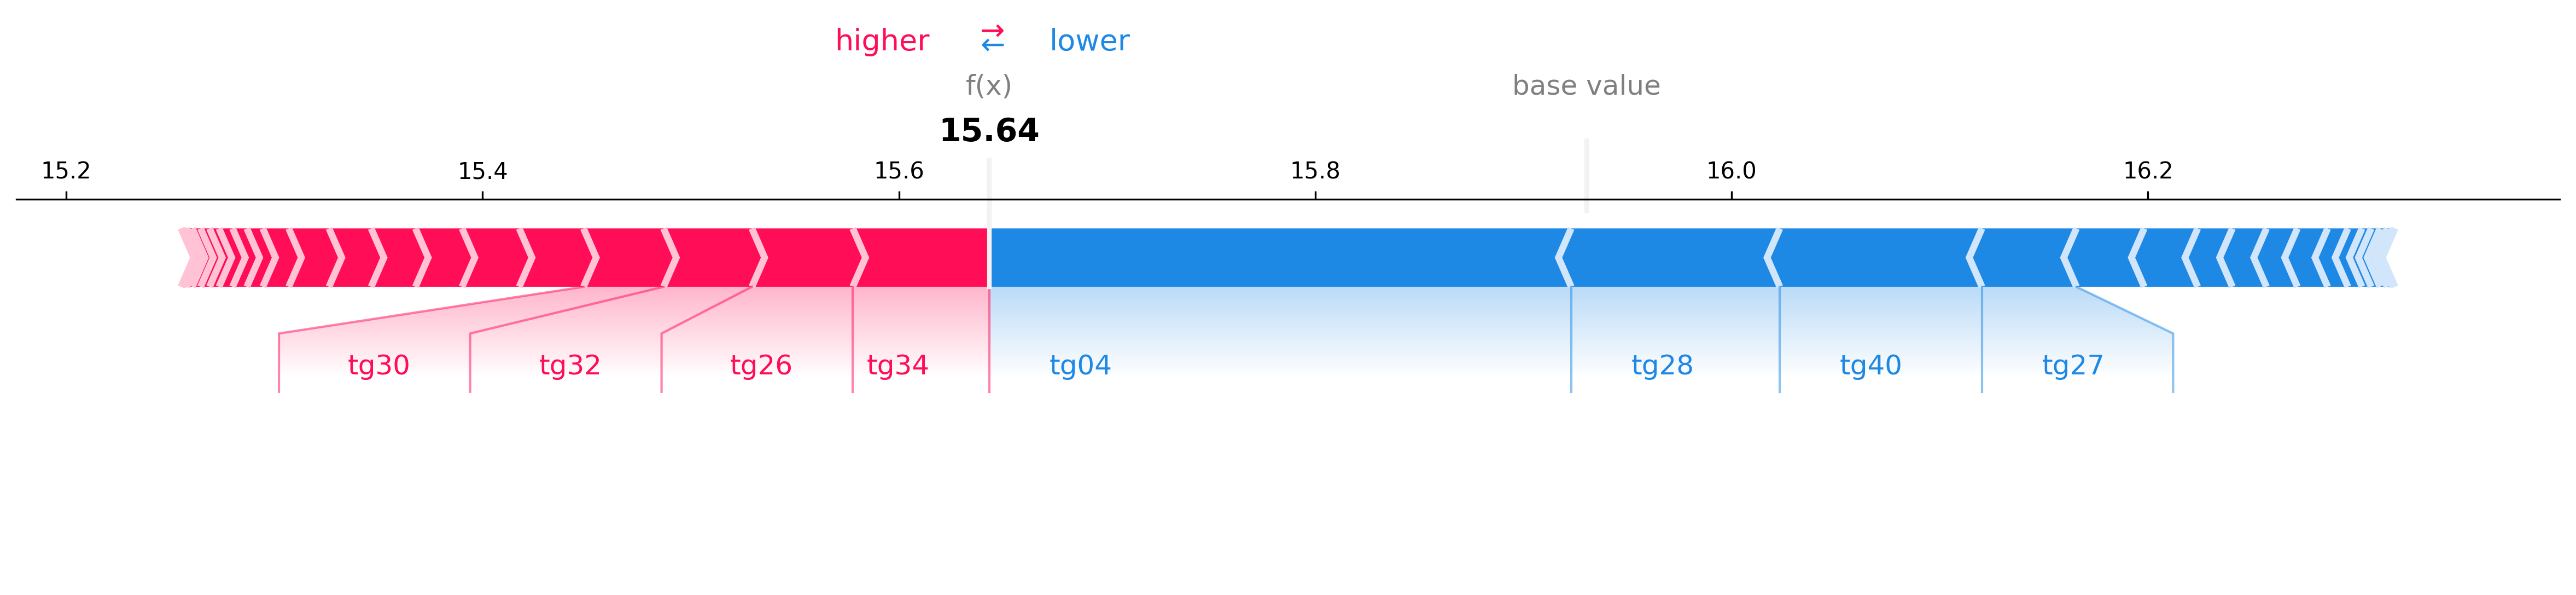 higher ⇄ lower
f(x) base value
15.64
15.2 15.4 15.6 15.8 16.0 16.2
tg30 tg32 tg26 tg34 tg04 tg28 tg40 tg27